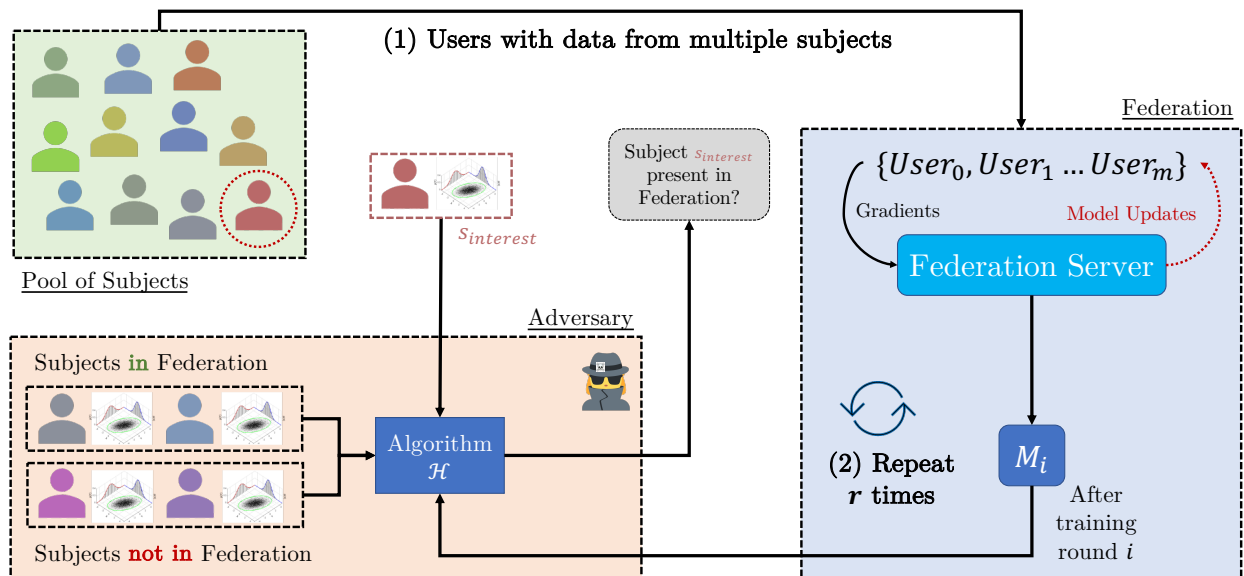 (1) Users with data from multiple subjects
Pool of Subjects
s_interest
Subject s_interest
present in
Federation?
Federation
{User_0, User_1 … User_m}
Gradients
Model Updates
Federation Server
(2) Repeat
r times
M_i
After
training
round i
Adversary
Subjects in Federation
Algorithm
ℋ
Subjects not in Federation